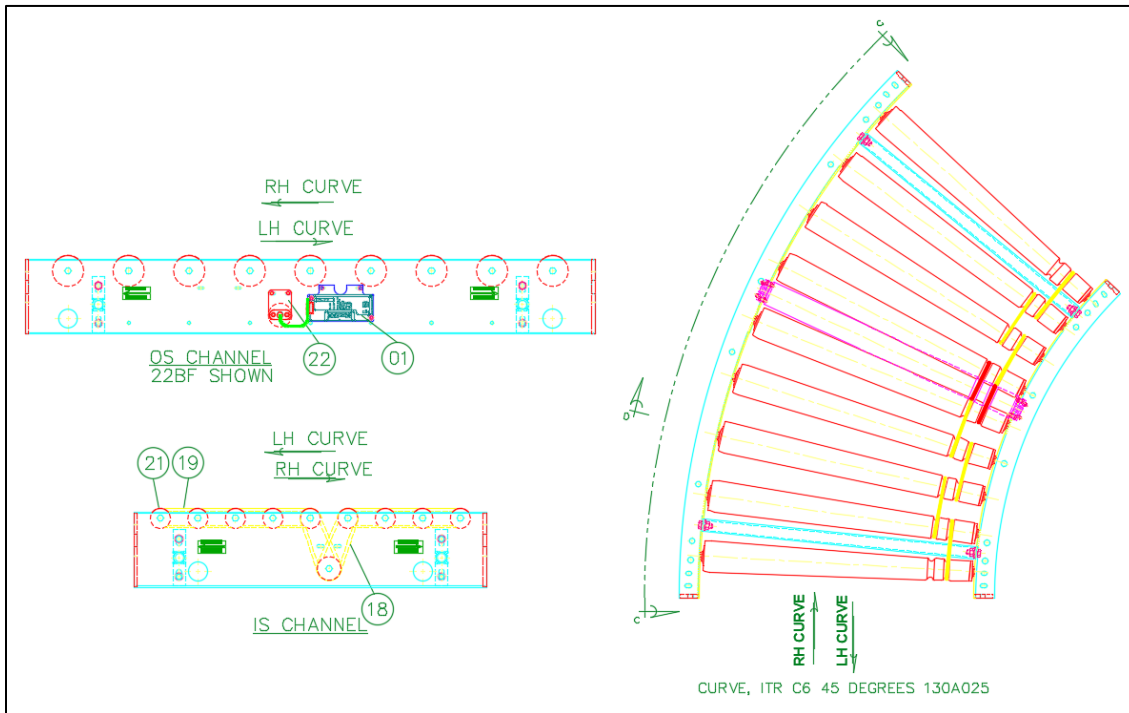 RH CURVE
LH CURVE
OS CHANNEL
22BF SHOWN
22
01
LH CURVE
RH CURVE
21
19
18
IS CHANNEL
C
D
C
RH CURVE
LH CURVE
CURVE, ITR C6 45 DEGREES 130A025